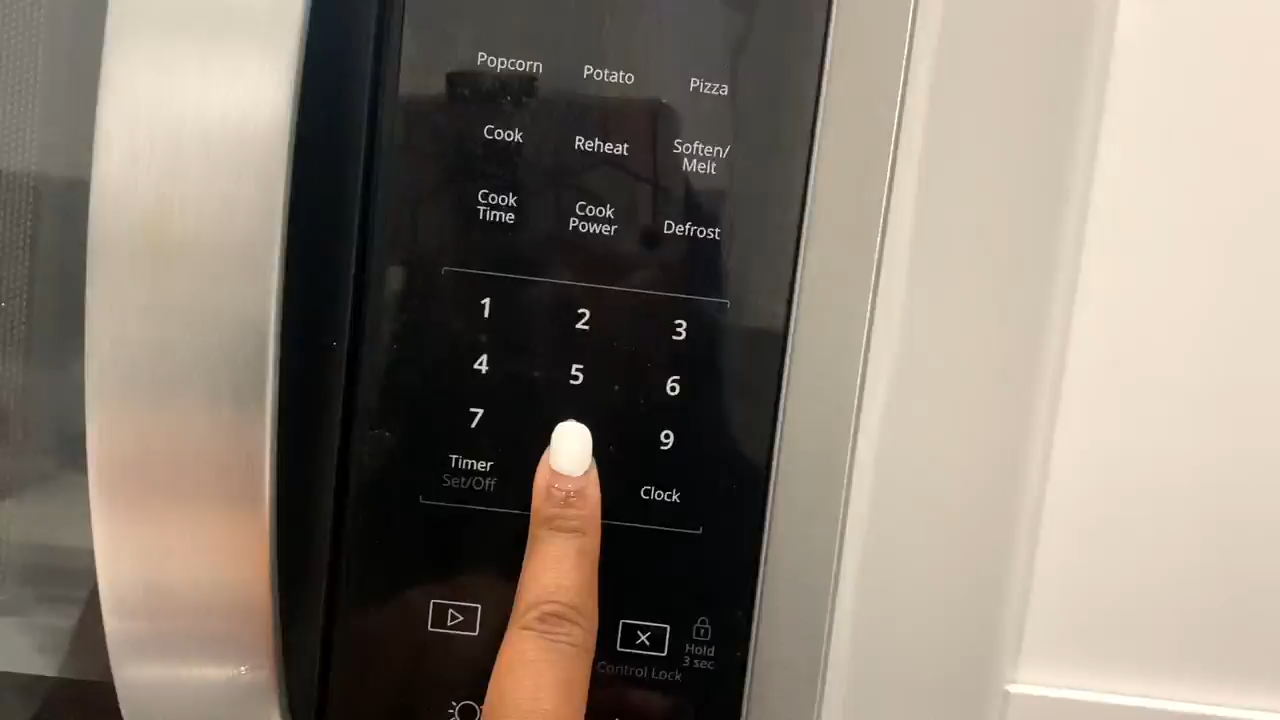 Popcorn Potato Pizza
Cook Reheat Soften/
Melt
Cook
Time
Cook
Power
Defrost
1 2 3
4 5 6
7 9
Timer
Set/Off
Clock
Hold
3 sec
Control Lock